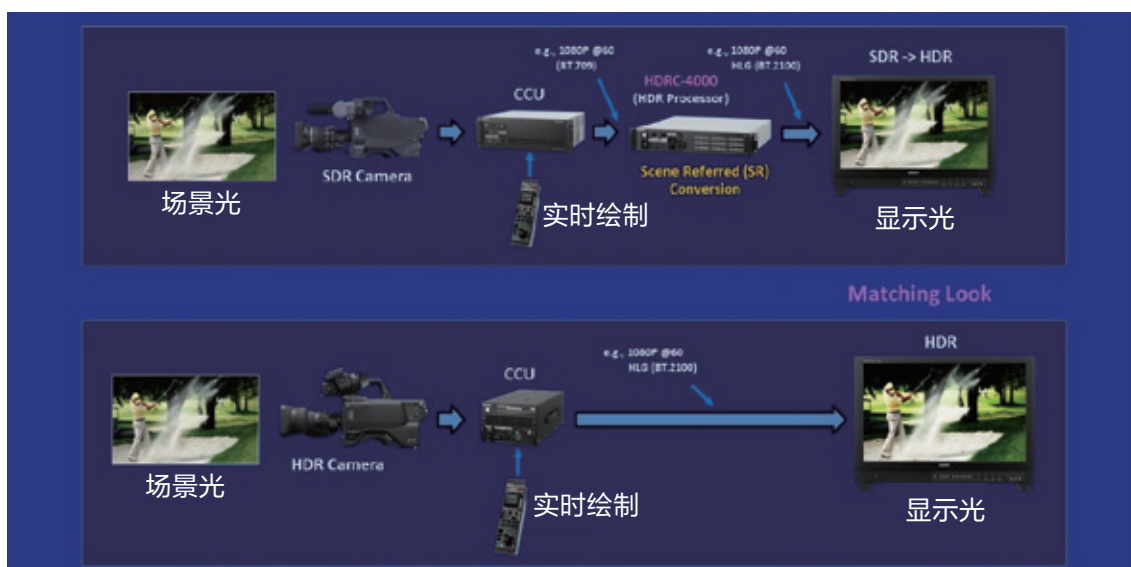 e.g., 1080P @60
(BT.709)
e.g., 1080P @60
HLG (BT.2100)
SDR -> HDR
HDRC-4000
(HDR Processor)
CCU
SDR Camera
Scene Referred (SR)
Conversion
场景光
实时绘制
显示光
Matching Look
HDR
e.g., 1080P @60
HLG (BT.2100)
CCU
HDR Camera
场景光
实时绘制
显示光